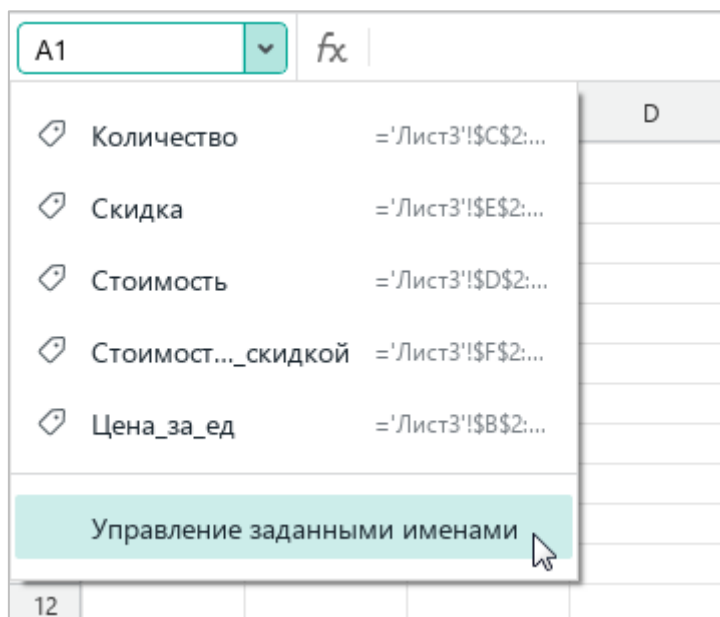 A1 fx
D
Количество ='Лист3'!$C$2:...
Скидка ='Лист3'!$E$2:...
Стоимость ='Лист3'!$D$2:...
Стоимост..._скидкой ='Лист3'!$F$2:...
Цена_за_ед ='Лист3'!$B$2:...
Управление заданными именами
12